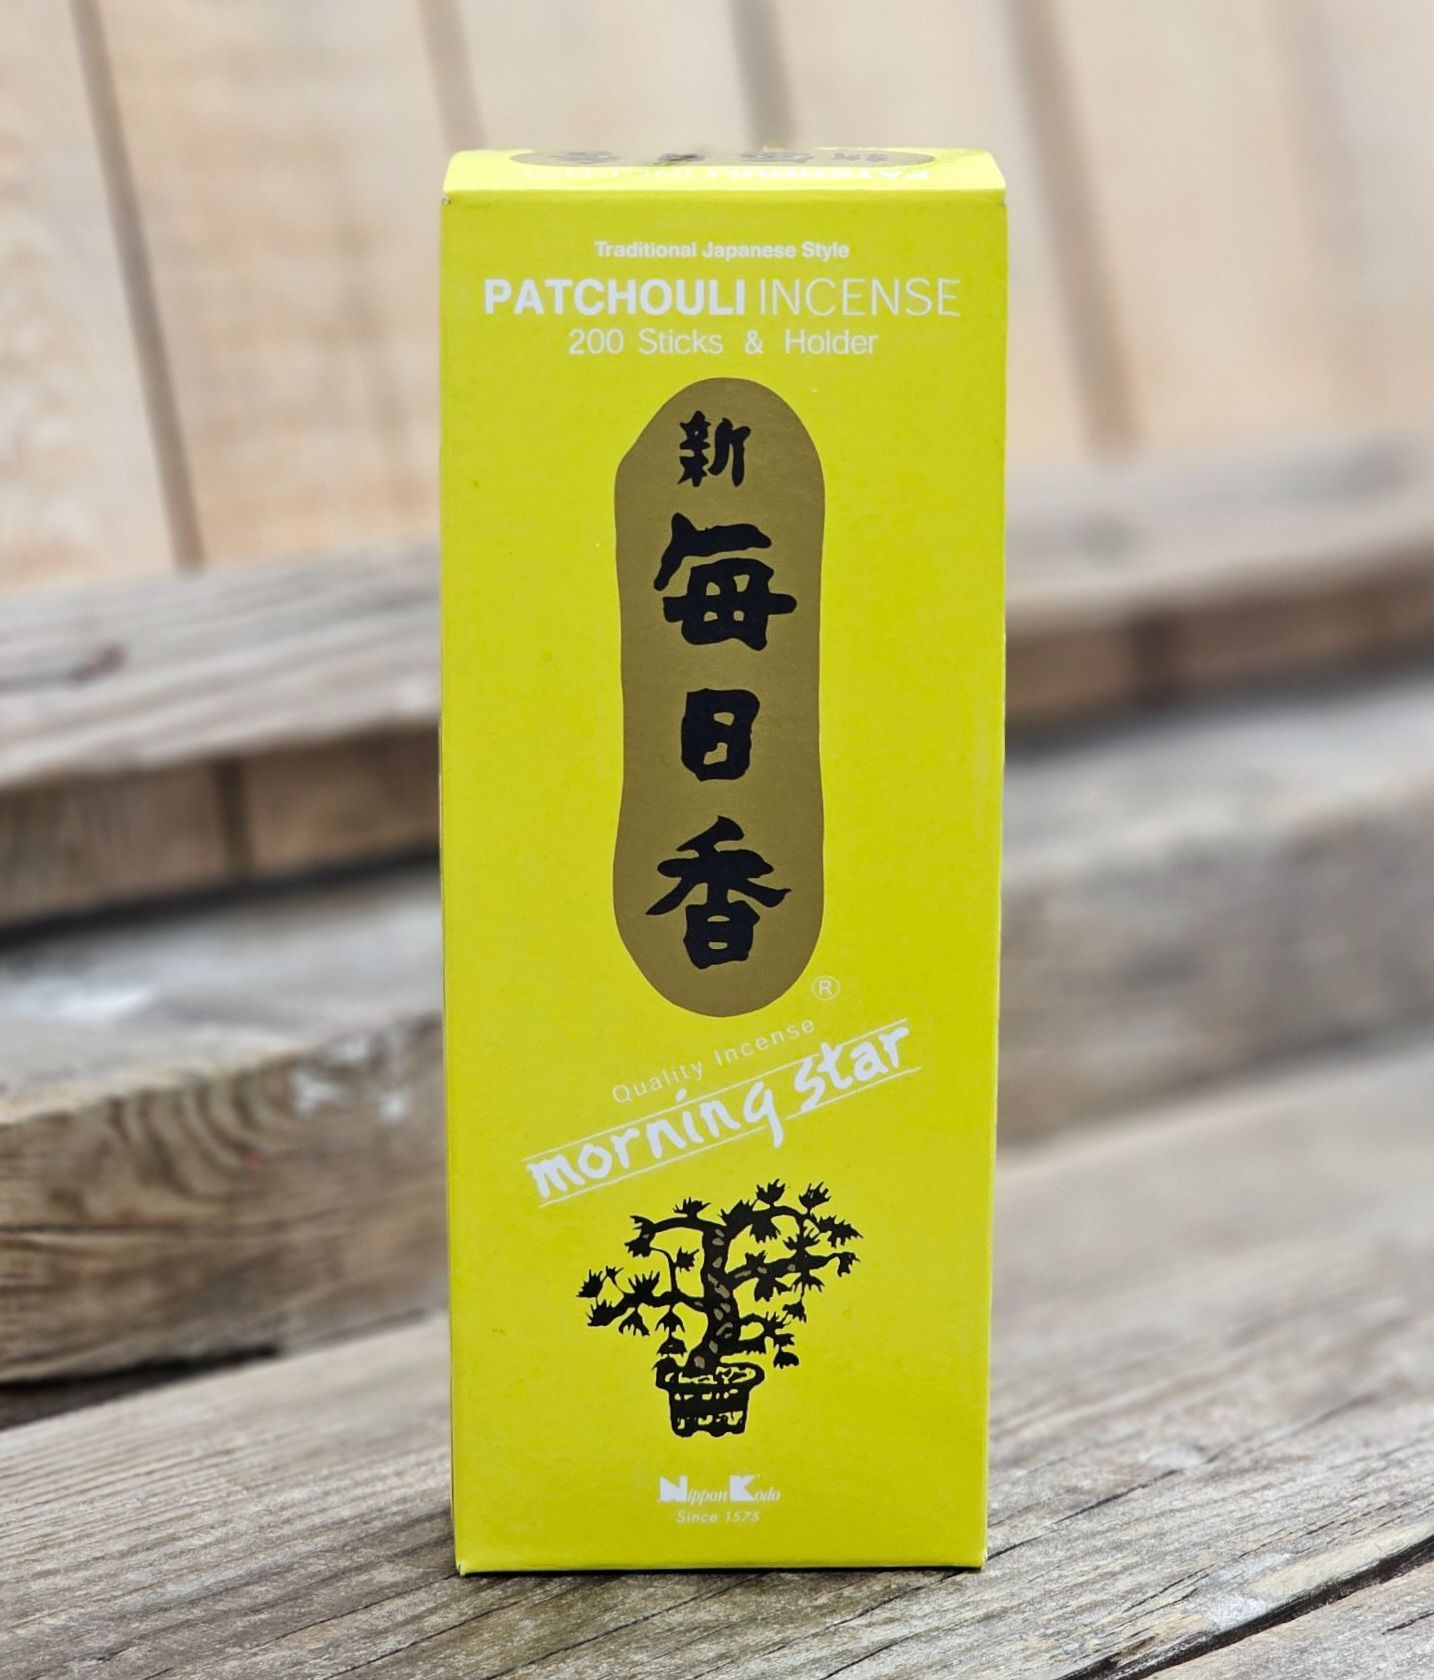 Traditional Japanese Style
PATCHOULI INCENSE
200 Sticks & Holder
新
毎
日
香
®
Quality Incense
morning star
Nippon Kodo
Since 1575